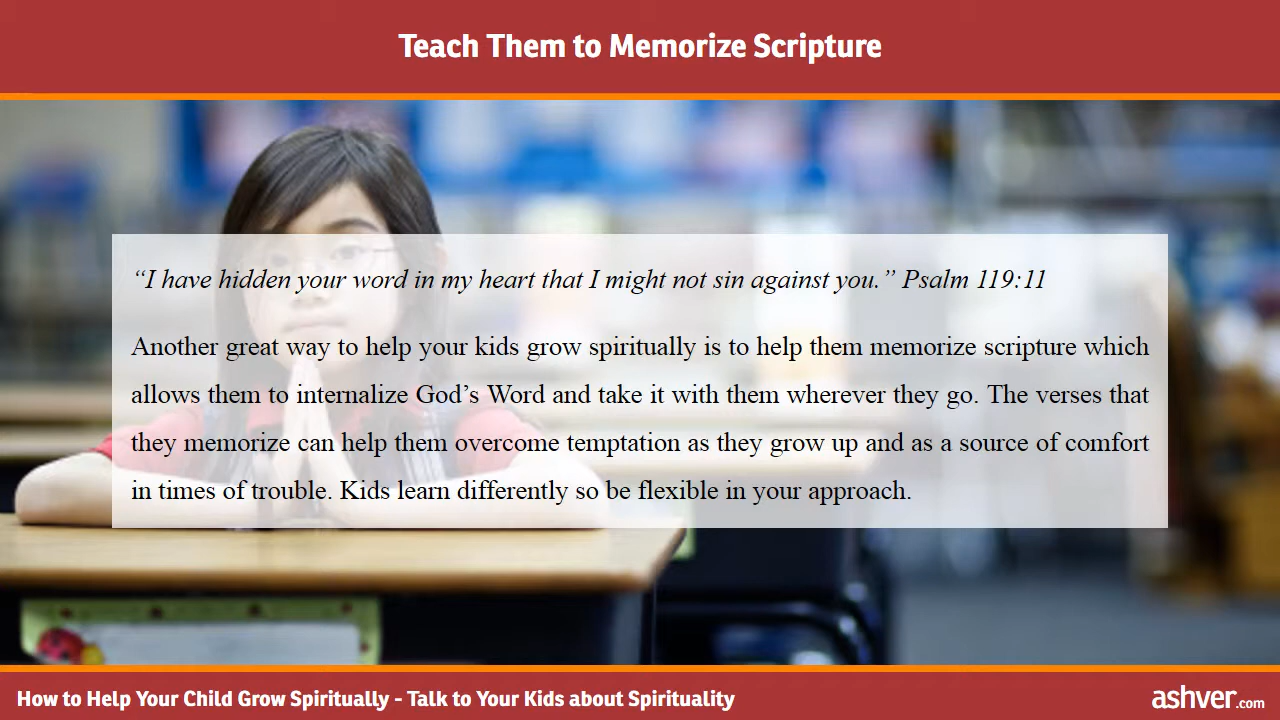 Teach Them to Memorize Scripture
“I have hidden your word in my heart that I might not sin against you.” Psalm 119:11
Another great way to help your kids grow spiritually is to help them memorize scripture which
allows them to internalize God’s Word and take it with them wherever they go. The verses that
they memorize can help them overcome temptation as they grow up and as a source of comfort
in times of trouble. Kids learn differently so be flexible in your approach.
How to Help Your Child Grow Spiritually - Talk to Your Kids about Spirituality
ashver.com